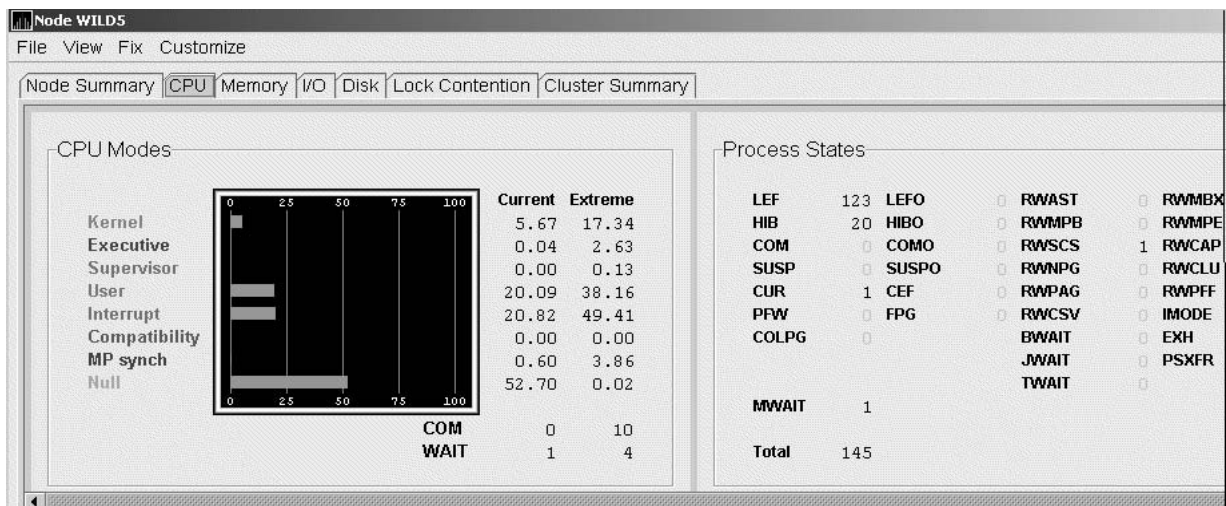 Node WILD5
File View Fix Customize
Node Summary CPU Memory I/O Disk Lock Contention Cluster Summary
CPU Modes
0 25 50 75 100
Current Extreme
Kernel 5.67 17.34
Executive 0.04 2.63
Supervisor 0.00 0.13
User 20.09 38.16
Interrupt 20.82 49.41
Compatibility 0.00 0.00
MP synch 0.60 3.86
Null 52.70 0.02
0 25 50 75 100
COM 0 10
WAIT 1 4
Process States
LEF 123 LEFO 0 RWAST 0 RWMBX
HIB 20 HIBO 0 RWMPB 0 RWMPE
COM 0 COMO 0 RWSCS 1 RWCAP
SUSP 0 SUSPO 0 RWNPG 0 RWCLU
CUR 1 CEF 0 RWPAG 0 RWPFF
PFW 0 FPG 0 RWCSV 0 IMODE
COLPG 0 BWAIT 0 EXH
JWAIT 0 PSXFR
TWAIT 0
MWAIT 1
Total 145